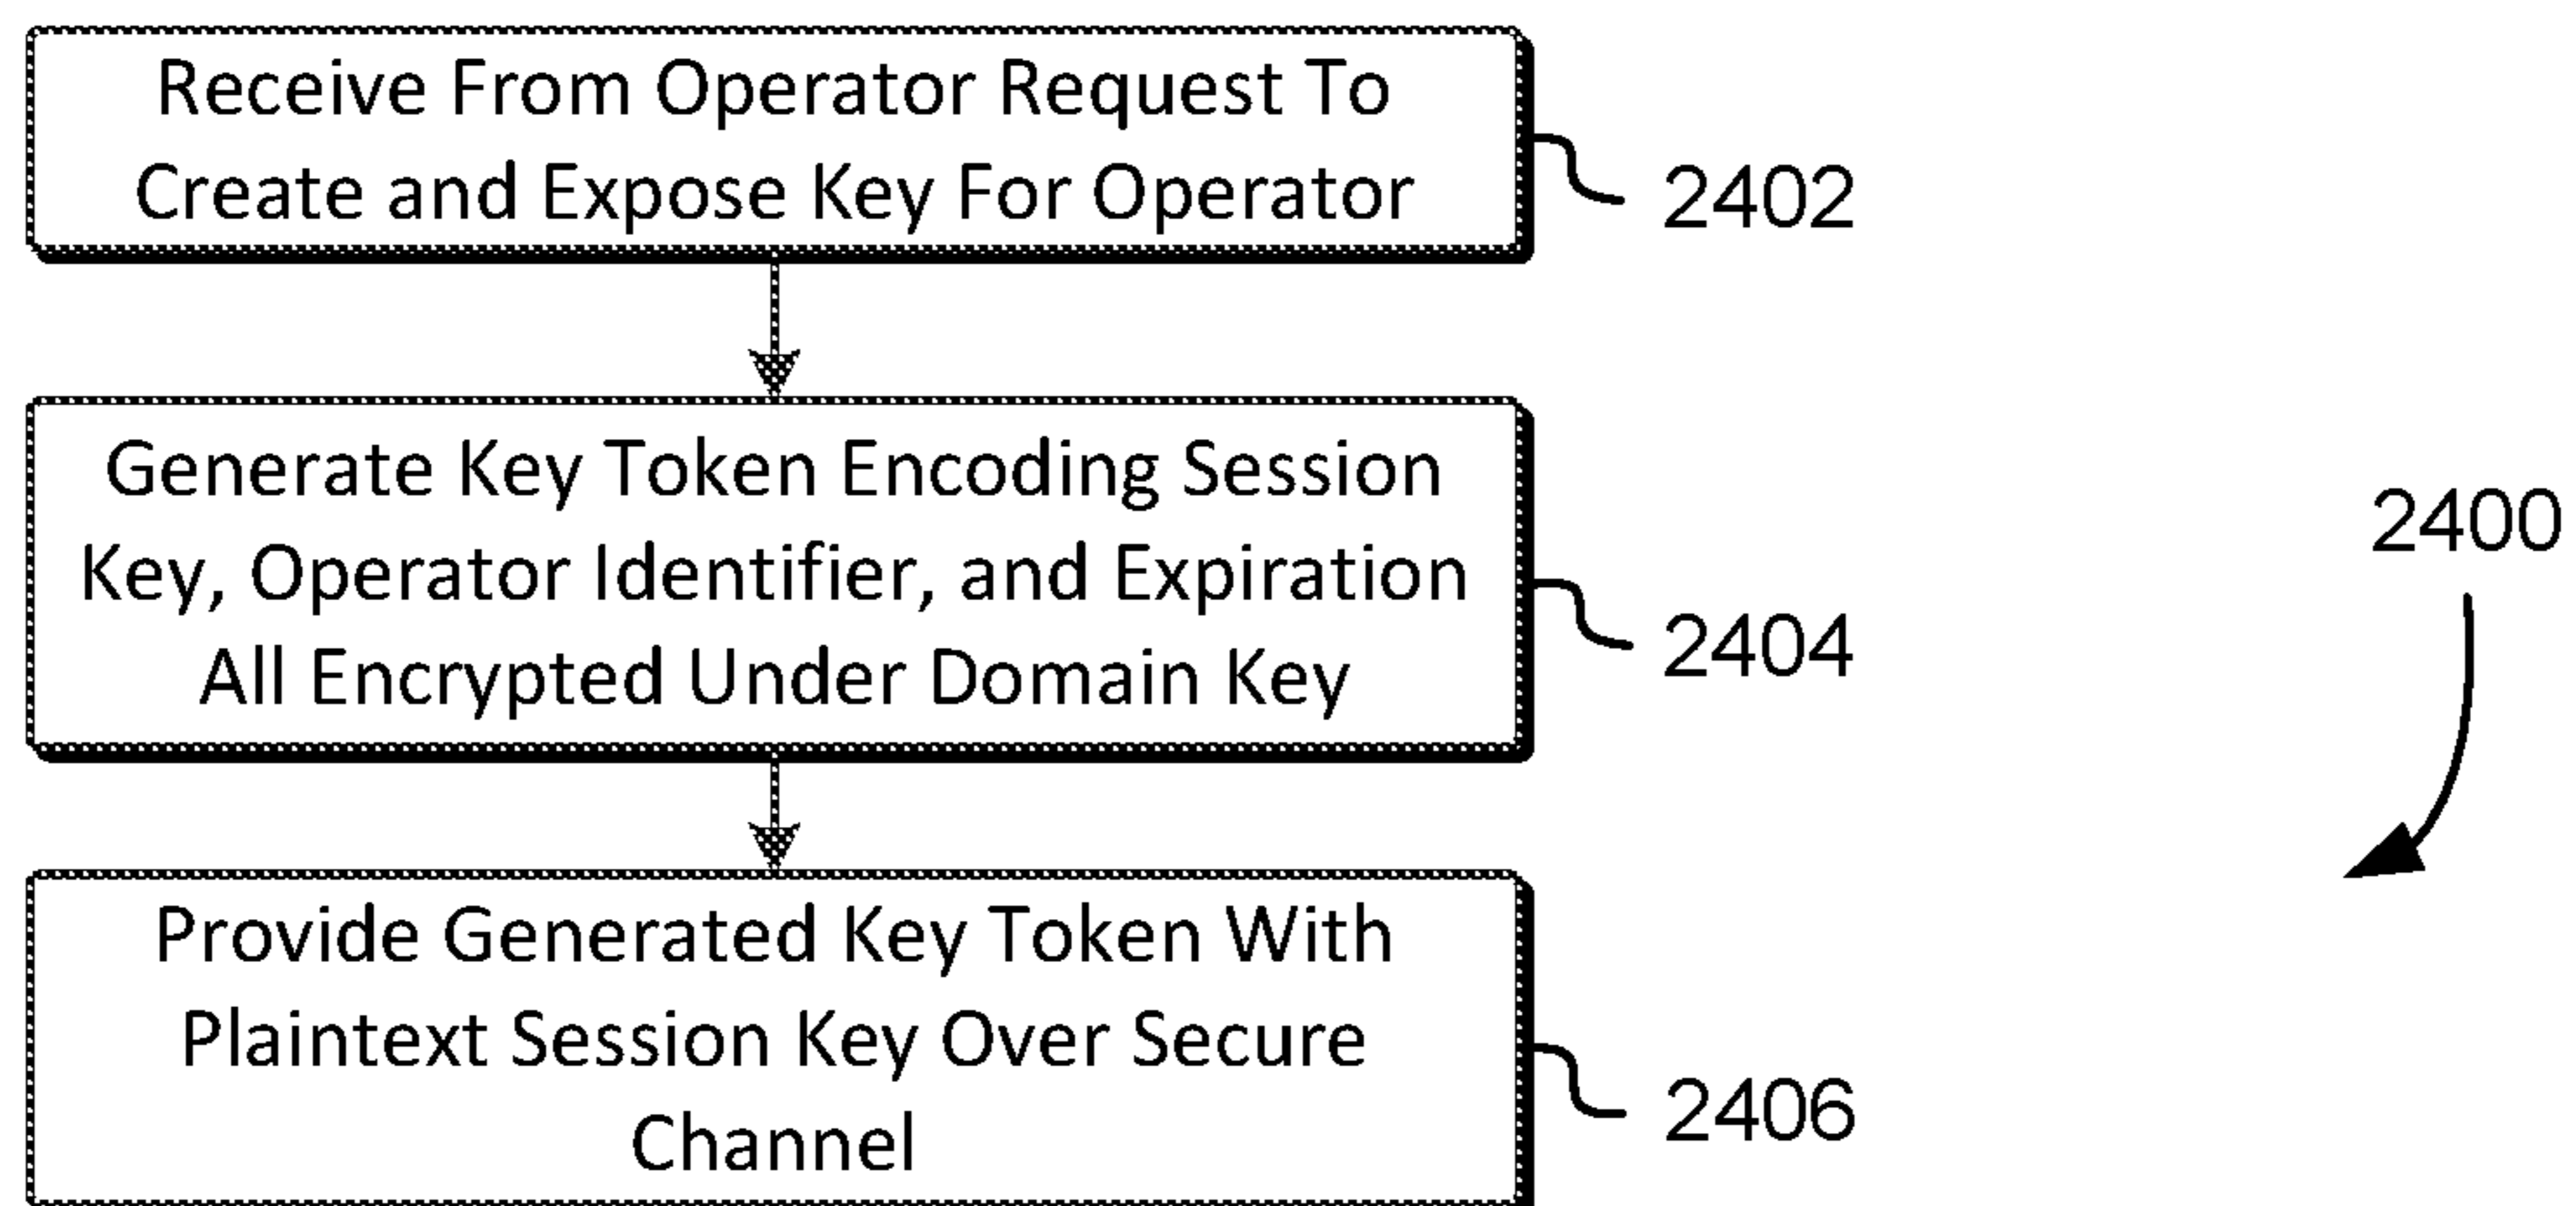 Receive From Operator Request To
Create and Expose Key For Operator
2402
Generate Key Token Encoding Session
Key, Operator Identifier, and Expiration
All Encrypted Under Domain Key
2404
2400
Provide Generated Key Token With
Plaintext Session Key Over Secure
Channel
2406